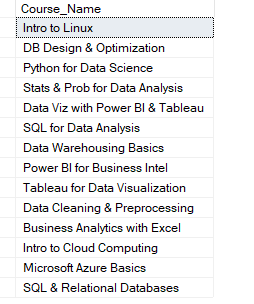 Course_Name
Intro to Linux
DB Design & Optimization
Python for Data Science
Stats & Prob for Data Analysis
Data Viz with Power BI & Tableau
SQL for Data Analysis
Data Warehousing Basics
Power BI for Business Intel
Tableau for Data Visualization
Data Cleaning & Preprocessing
Business Analytics with Excel
Intro to Cloud Computing
Microsoft Azure Basics
SQL & Relational Databases